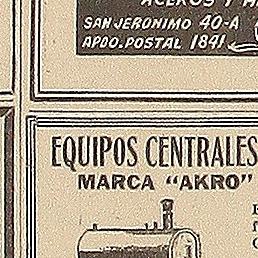 ACEROS Y
SAN JERONIMO 40-A
APDO. POSTAL 1841
EQUIPOS CENTRALES
MARCA "AKRO"